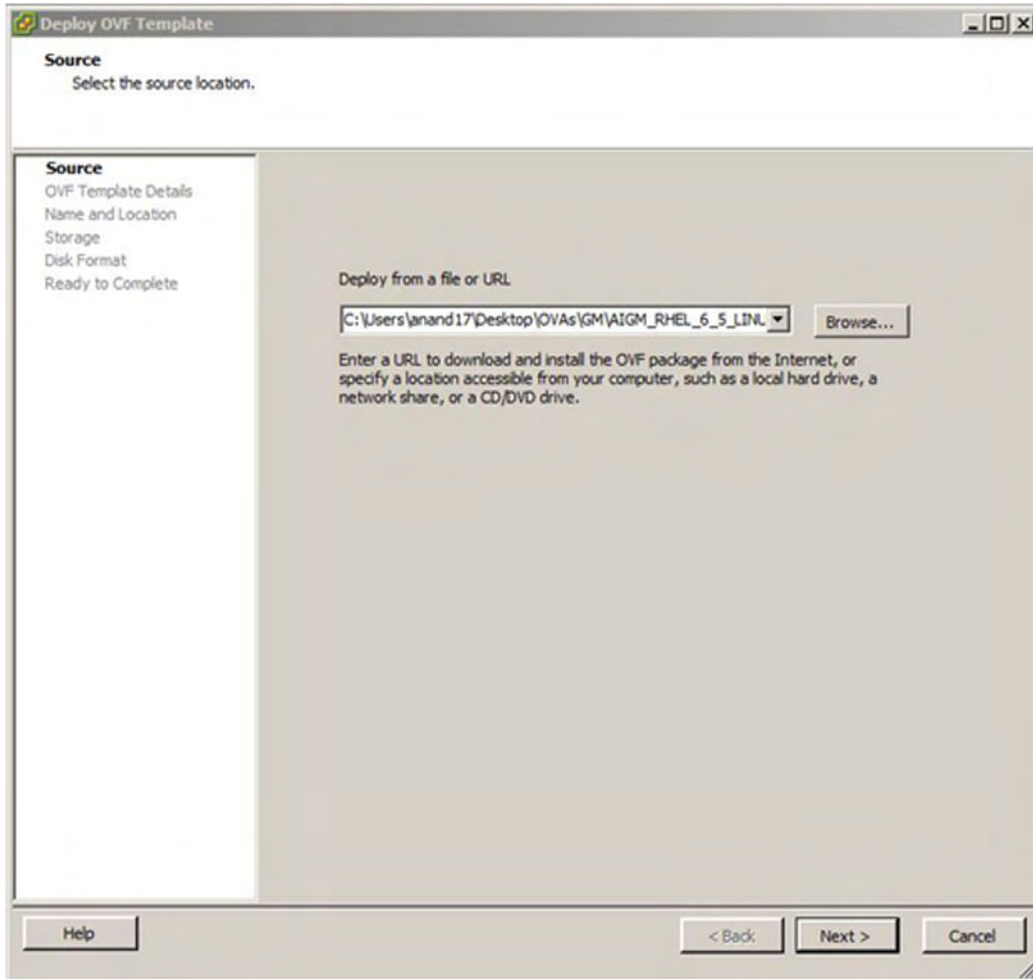 Deploy OVF Template
Source
Select the source location.
Source
OVF Template Details
Name and Location
Storage
Disk Format
Ready to Complete
Deploy from a file or URL
C:\Users\anand17\Desktop\OVAs\GM\AIGM_RHEL_6_5_LINU
Browse...
Enter a URL to download and install the OVF package from the Internet, or
specify a location accessible from your computer, such as a local hard drive, a
network share, or a CD/DVD drive.
Help
< Back
Next >
Cancel